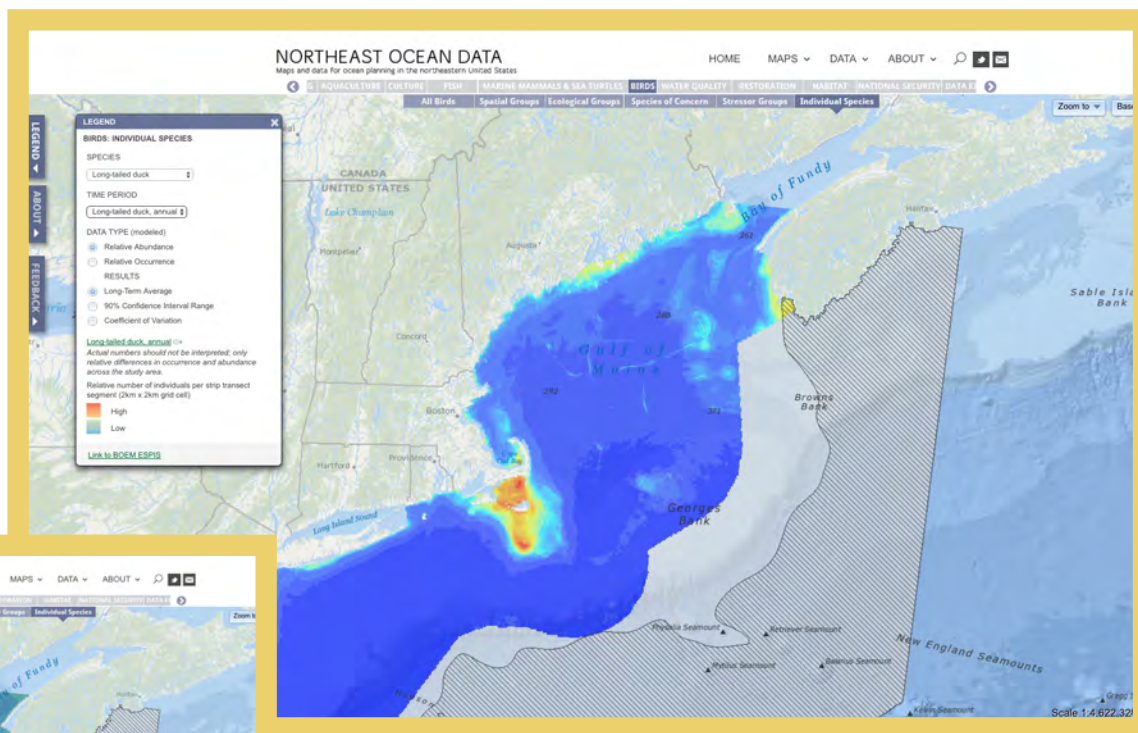 NORTHEAST OCEAN DATA
Maps and data for ocean planning in the northeastern United States
HOME MAPS DATA ABOUT
AQUACULTURE CULTURE FISH MARINE MAMMALS & SEA TURTLES BIRDS WATER QUALITY RESTORATION HABITAT NATIONAL SECURITY
All Birds Spatial Groups Ecological Groups Species of Concern Stressor Groups Individual Species
Zoom to
LEGEND
ABOUT
FEEDBACK
LEGEND
BIRDS: INDIVIDUAL SPECIES
SPECIES
Long-tailed duck
TIME PERIOD
Long-tailed duck, annual
DATA TYPE (modeled)
Relative Abundance
Relative Occurrence
RESULTS
Long-Term Average
90% Confidence Interval Range
Coefficient of Variation
Long-tailed duck, annual
Actual numbers should not be interpreted; only
relative differences in occurrence and abundance
across the study area.
Relative number of individuals per strip transect
segment (2km x 2km grid cell)
High
Low
Link to BOEM ESPIS
CANADA
UNITED STATES
Lake Champlain
Montpelier
Augusta
Bay of Fundy
Halifax
261
Sable
Bank
268
Concord
Gulf of
Maine
292
Browns
Bank
Boston
Hartford
Providence
Long Island Sound
Georges
Bank
Physalia Seamount
Retriever Seamount
Mytilus Seamount
Balanus Seamount
New England Seamounts
Kelvin Seamount
Scale
MAPS DATA ABOUT
Groups Individual Species
Zoom
of Fundy
Halifax